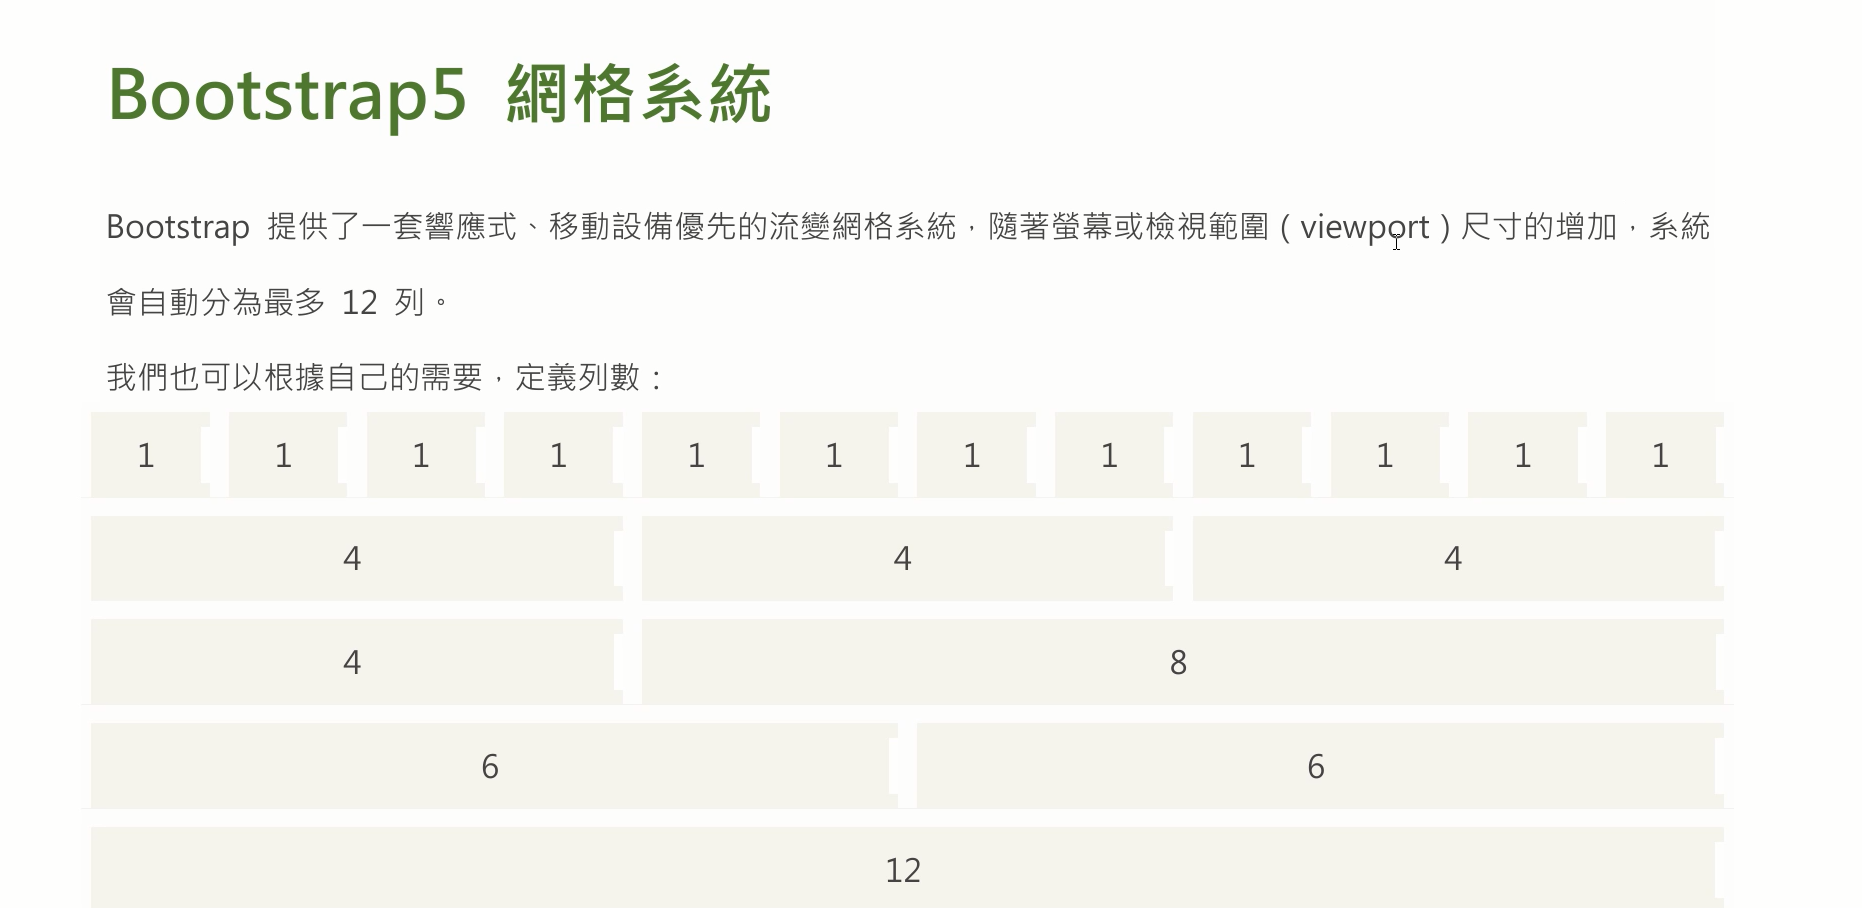 Bootstrap5 網格系統
Bootstrap 提供了一套響應式、移動設備優先的流變網格系統，隨著螢幕或檢視範圍（viewport）尺寸的增加，系統
會自動分為最多 12 列。
我們也可以根據自己的需要，定義列數：
1 1 1 1 1 1 1 1 1 1 1 1
4 4 4
4 8
6 6
12